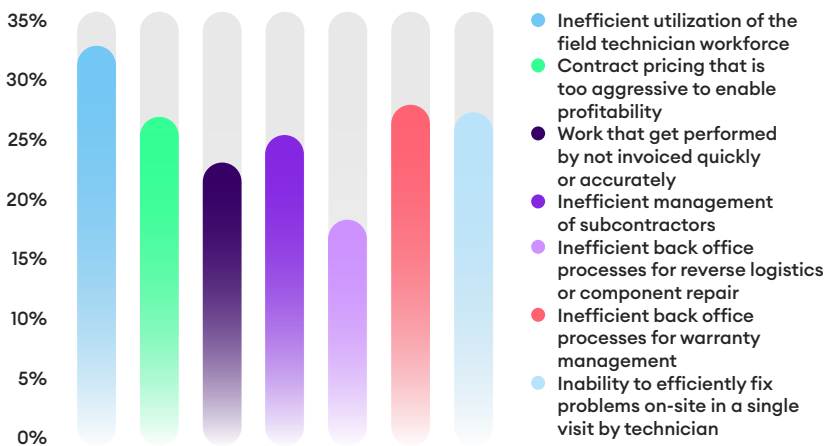 35%
30%
25%
20%
15%
10%
5%
0%
Inefficient utilization of the
field technician workforce
Contract pricing that is
too aggressive to enable
profitability
Work that get performed
by not invoiced quickly
or accurately
Inefficient management
of subcontractors
Inefficient back office
processes for reverse logistics
or component repair
Inefficient back office
processes for warranty
management
Inability to efficiently fix
problems on-site in a single
visit by technician